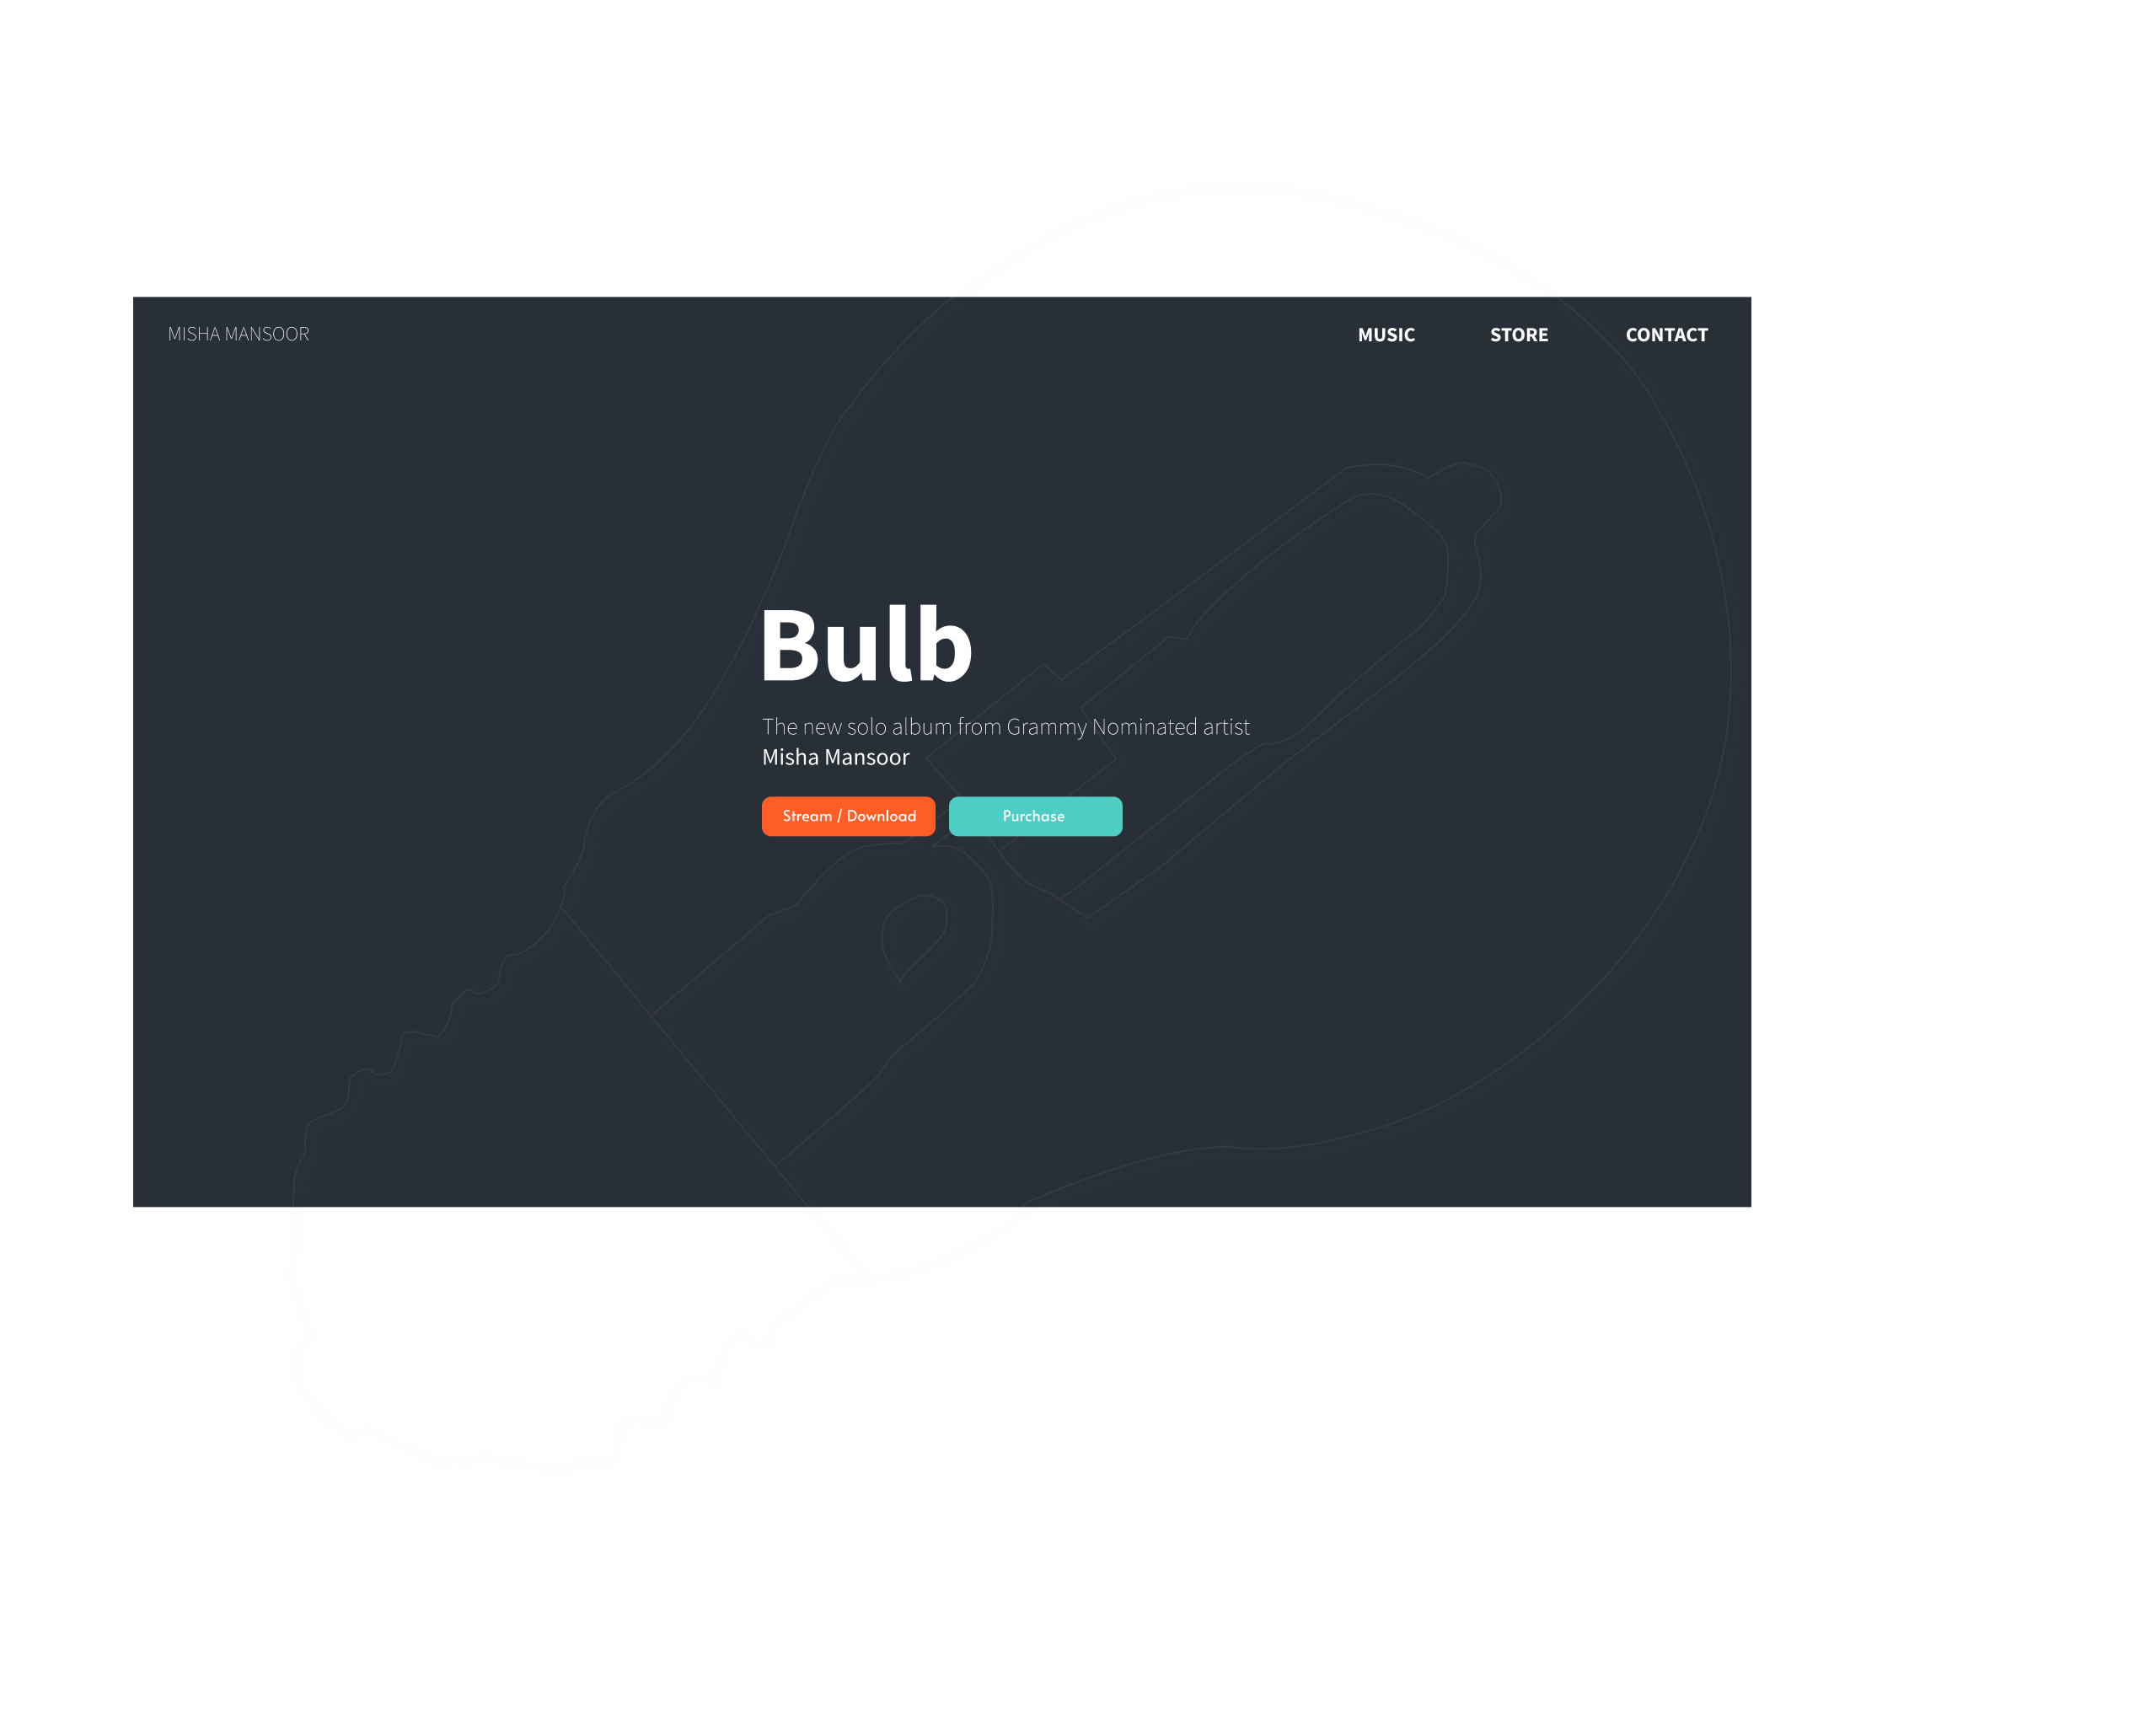 MISHA MANSOOR
MUSIC STORE CONTACT
Bulb
The new solo album from Grammy Nominated artist
Misha Mansoor
Stream / Download Purchase